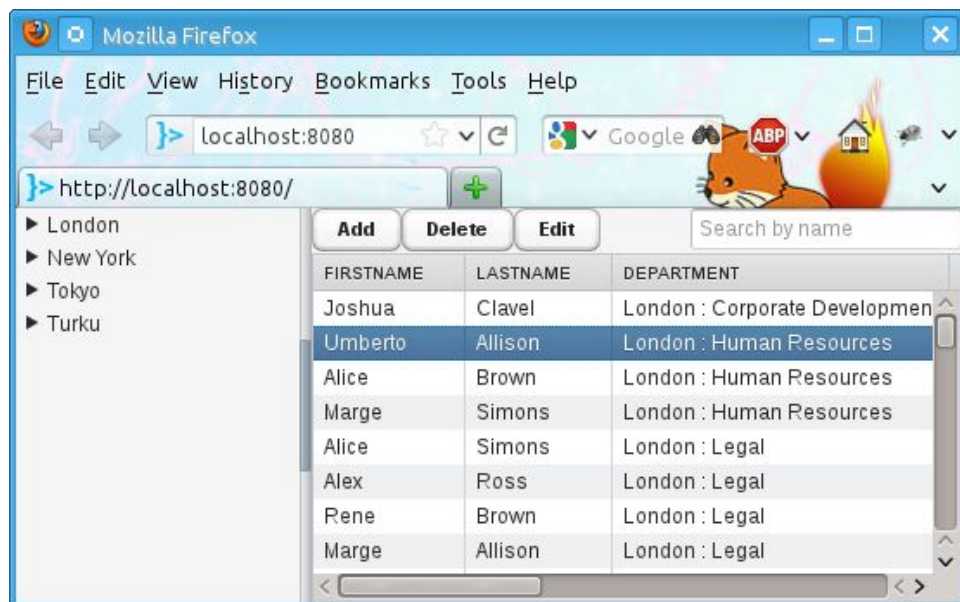 Mozilla Firefox
File Edit View History Bookmarks Tools Help
}> localhost:8080 Google ABP
}> http://localhost:8080/
London
New York
Tokyo
Turku
Add Delete Edit Search by name
FIRSTNAME LASTNAME DEPARTMENT
Joshua Clavel London : Corporate Developmen
Umberto Allison London : Human Resources
Alice Brown London : Human Resources
Marge Simons London : Human Resources
Alice Simons London : Legal
Alex Ross London : Legal
Rene Brown London : Legal
Marge Allison London : Legal